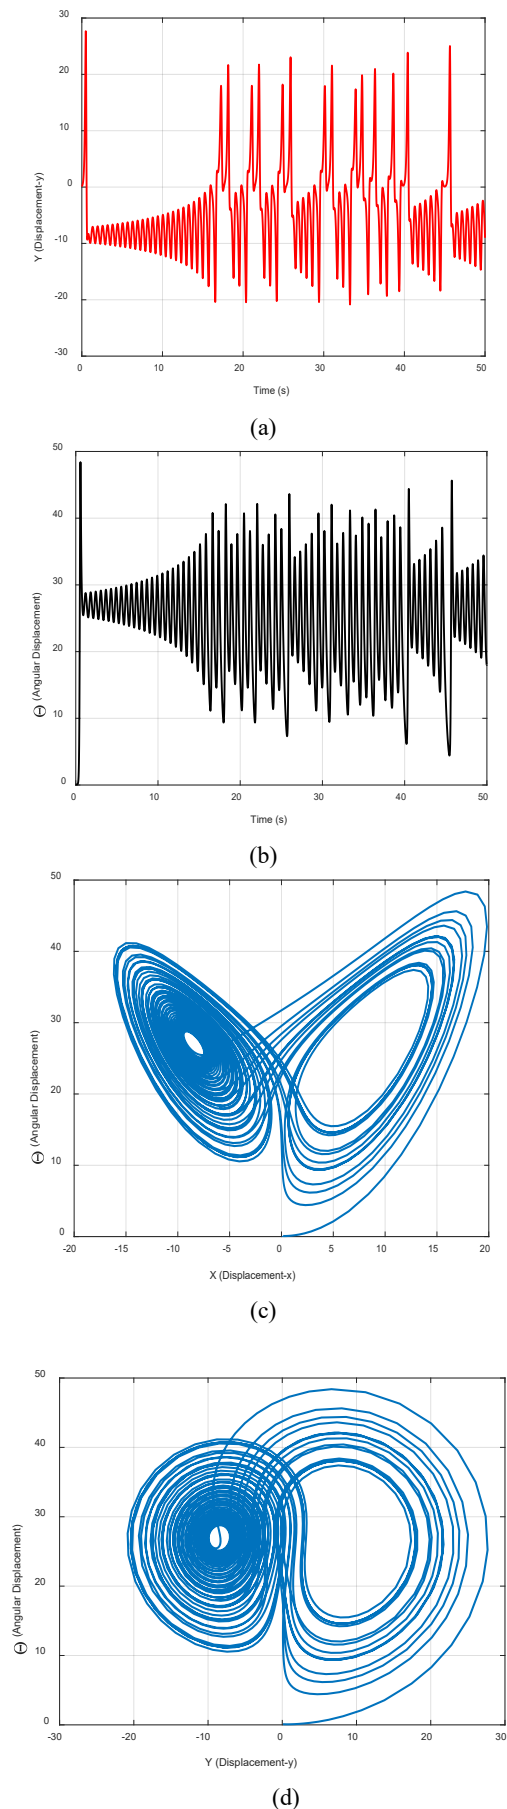 30
20
10
0
-10
-20
-30
Y (Displacement-y)
0 10 20 30 40 50
Time (s)
(a)
50
40
30
20
10
0
Θ (Angular Displacement)
0 10 20 30 40 50
Time (s)
(b)
50
40
30
20
10
0
Θ (Angular Displacement)
-20 -15 -10 -5 0 5 10 15 20
X (Displacement-x)
(c)
50
40
30
20
10
0
Θ (Angular Displacement)
-30 -20 -10 0 10 20 30
Y (Displacement-y)
(d)